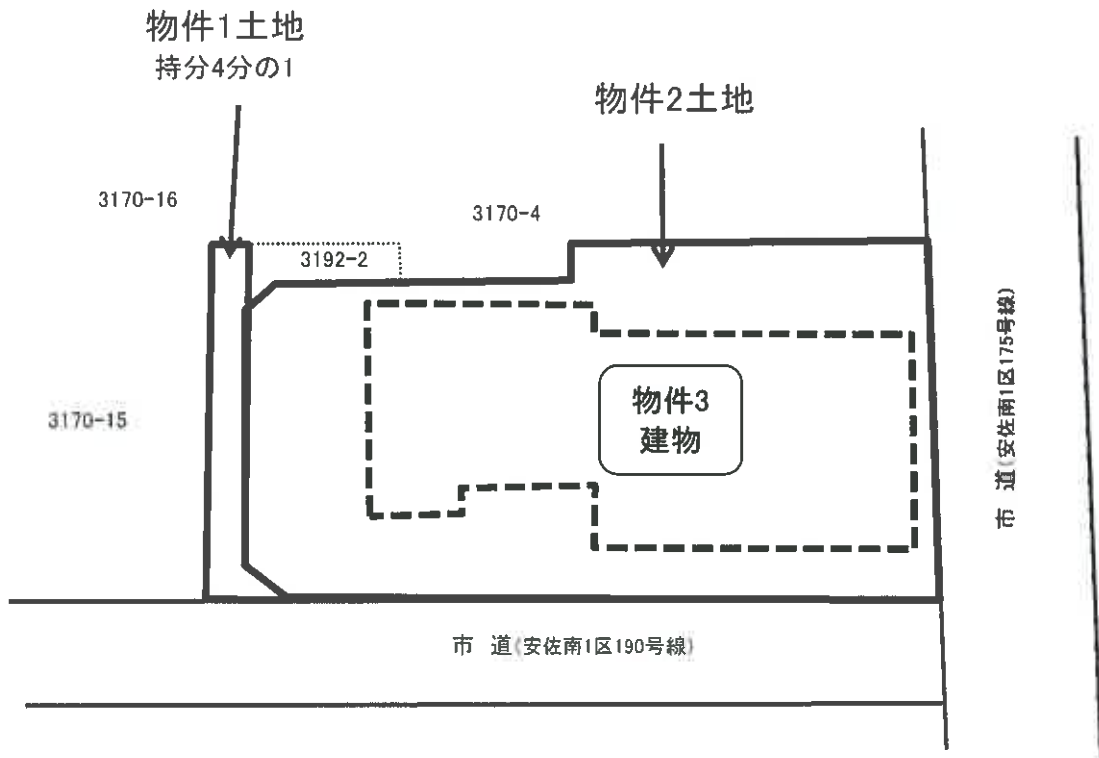 物件1土地
持分4分の1
物件2土地
3170-16
3170-4
3192-2
市 道(安佐南1区175号線)
物件3
建物
3170-15
市 道(安佐南1区190号線)